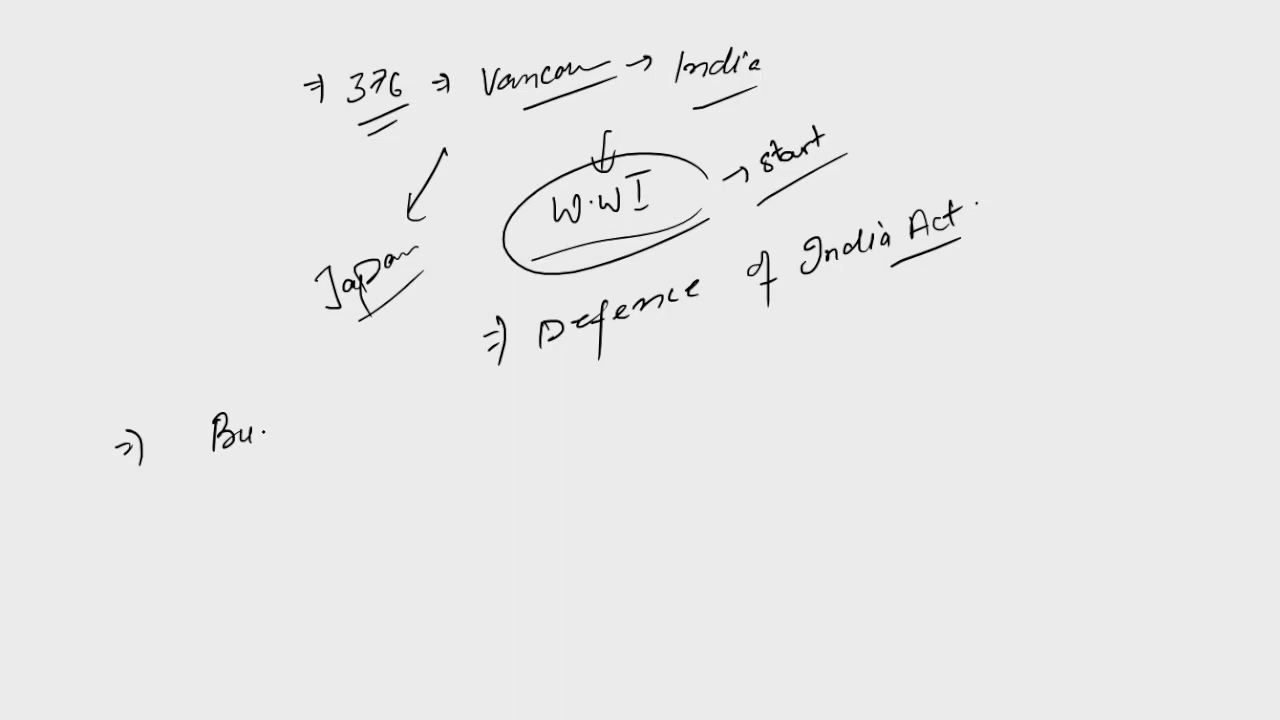 ⇒ 376 ⇒ Vancou → India
W.W I → start
Japan
⇒ Defence of India Act.
⇒ Bu.